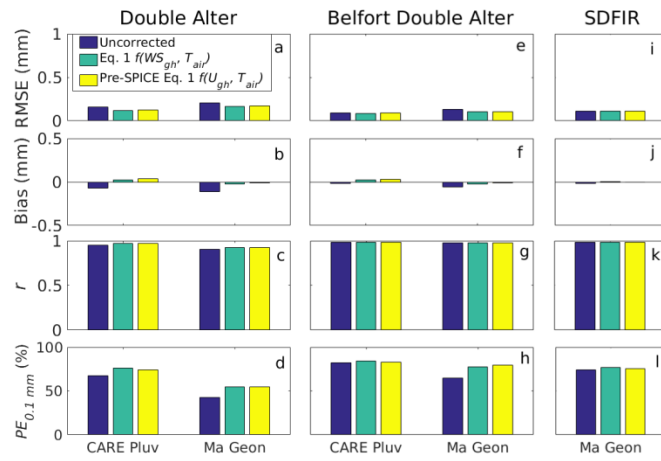 Double Alter
Belfort Double Alter
SDFIR
RMSE (mm)
1
0.5
0
Uncorrected
Eq. 1 f(WS_gh, T_air)
Pre-SPICE Eq. 1 f(U_gh, T_air)
a
e
i
Bias (mm)
0.5
0
-0.5
b
f
j
r
1
0.5
0
c
g
k
PE_0.1 mm (%)
100
50
0
d
h
l
CARE Pluv
Ma Geon
CARE Pluv
Ma Geon
Ma Geon